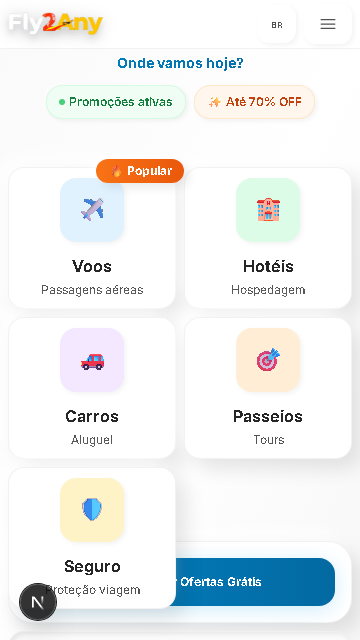 Fly2Any
BR
Onde vamos hoje?
Promoções ativas
✨ Até 70% OFF
🔥 Popular
Voos
Passagens aéreas
Hotéis
Hospedagem
Carros
Aluguel
Passeios
Tours
Seguro
Proteção viagem
Ofertas Grátis
N